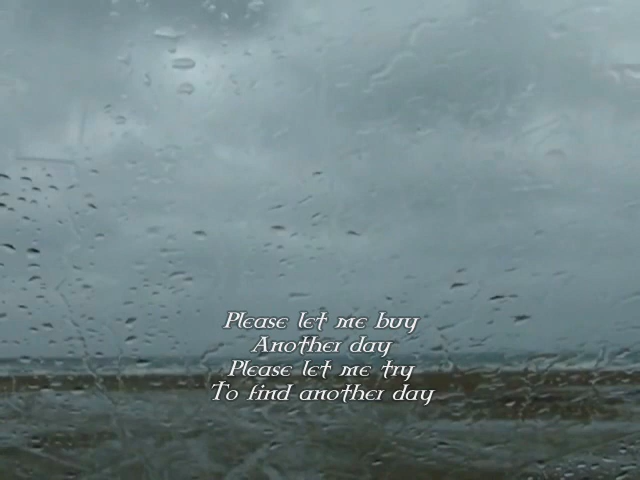 Please let me buy
Another day
Please let me try
To find another day